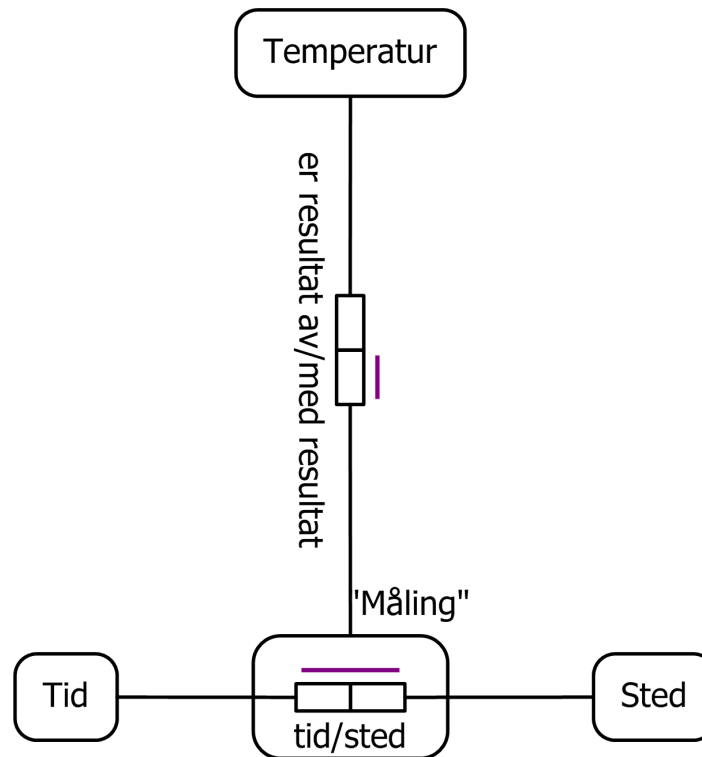 Temperatur
er resultat av/med resultat
'Måling"
Tid
tid/sted
Sted